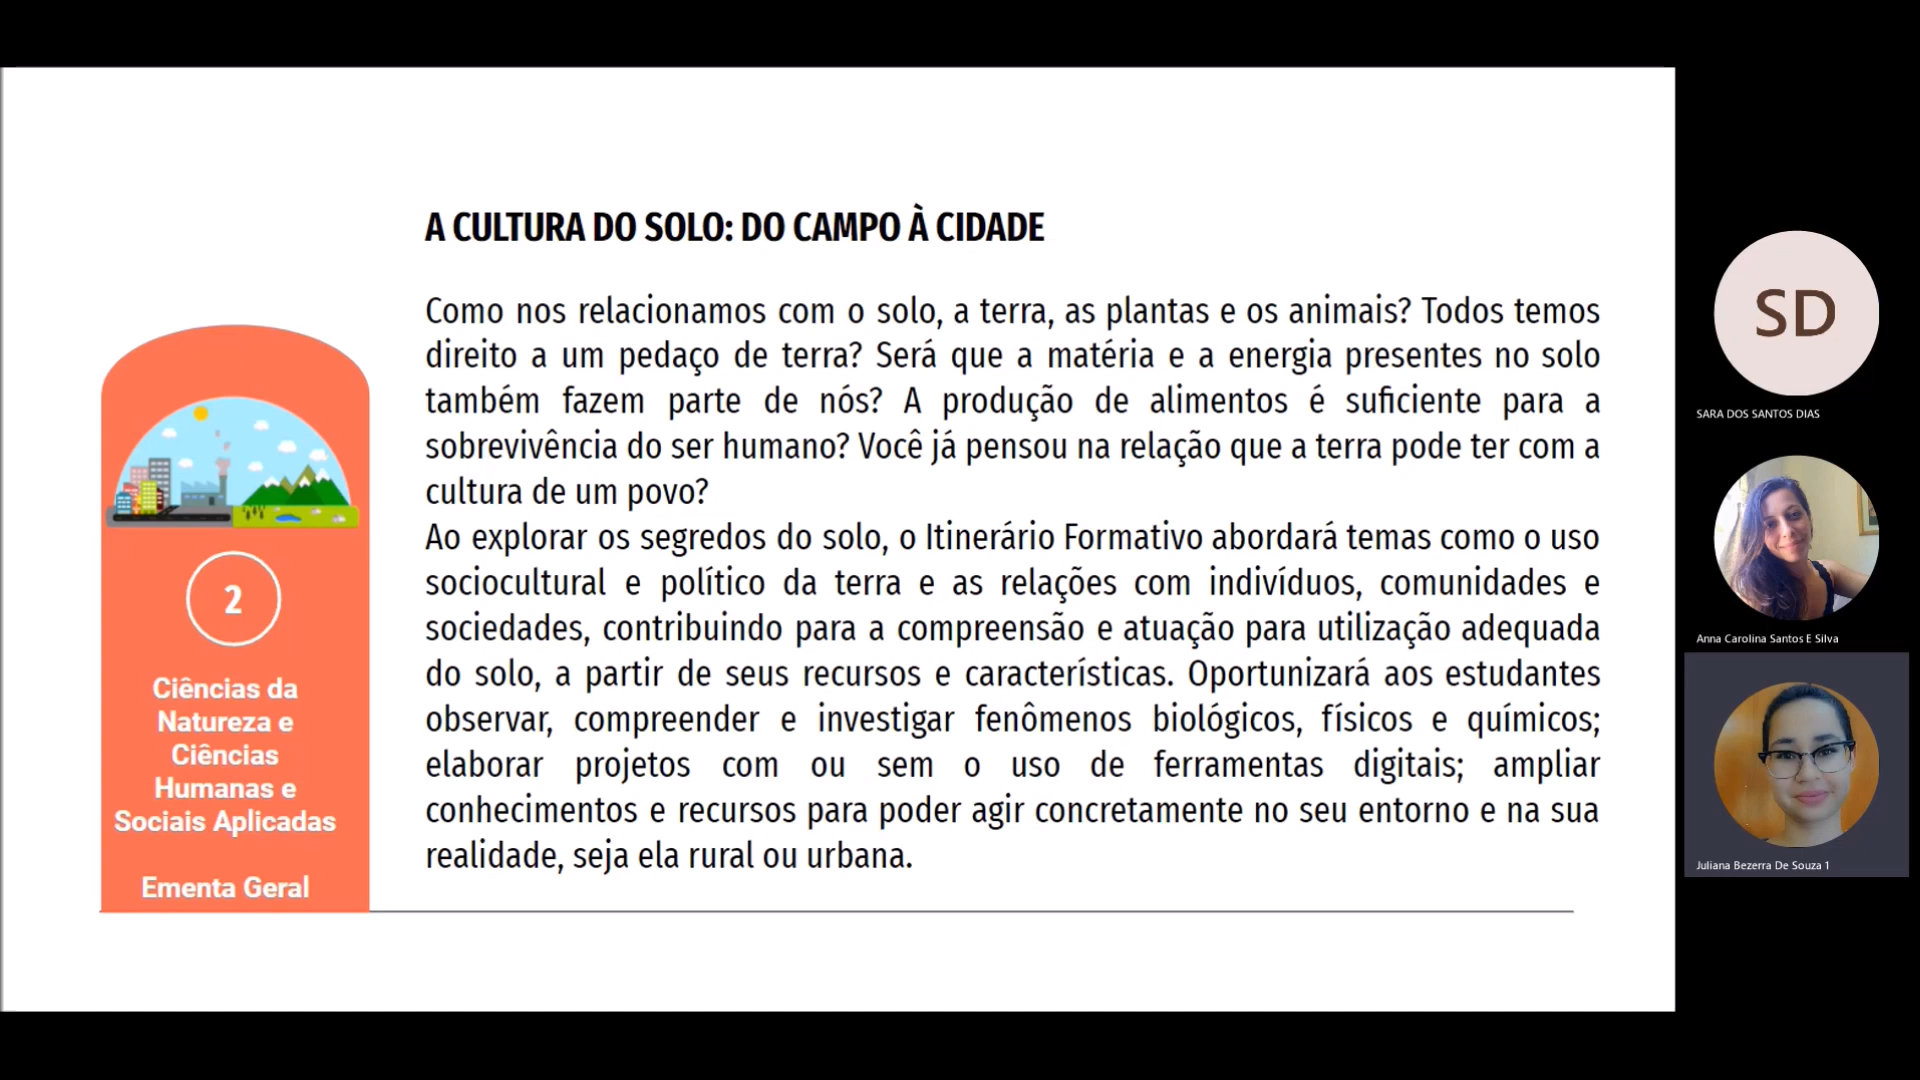 A CULTURA DO SOLO: DO CAMPO À CIDADE
Como nos relacionamos com o solo, a terra, as plantas e os animais? Todos temos
direito a um pedaço de terra? Será que a matéria e a energia presentes no solo
também fazem parte de nós? A produção de alimentos é suficiente para a
sobrevivência do ser humano? Você já pensou na relação que a terra pode ter com a
cultura de um povo?
Ao explorar os segredos do solo, o Itinerário Formativo abordará temas como o uso
sociocultural e político da terra e as relações com indivíduos, comunidades e
sociedades, contribuindo para a compreensão e atuação para utilização adequada
do solo, a partir de seus recursos e características. Oportunizará aos estudantes
observar, compreender e investigar fenômenos biológicos, físicos e químicos;
elaborar projetos com ou sem o uso de ferramentas digitais; ampliar
conhecimentos e recursos para poder agir concretamente no seu entorno e na sua
realidade, seja ela rural ou urbana.
2
Ciências da
Natureza e
Ciências
Humanas e
Sociais Aplicadas
Ementa Geral
SD
SARA DOS SANTOS DIAS
Anna Carolina Santos E Silva
Juliana Bezerra De Souza 1